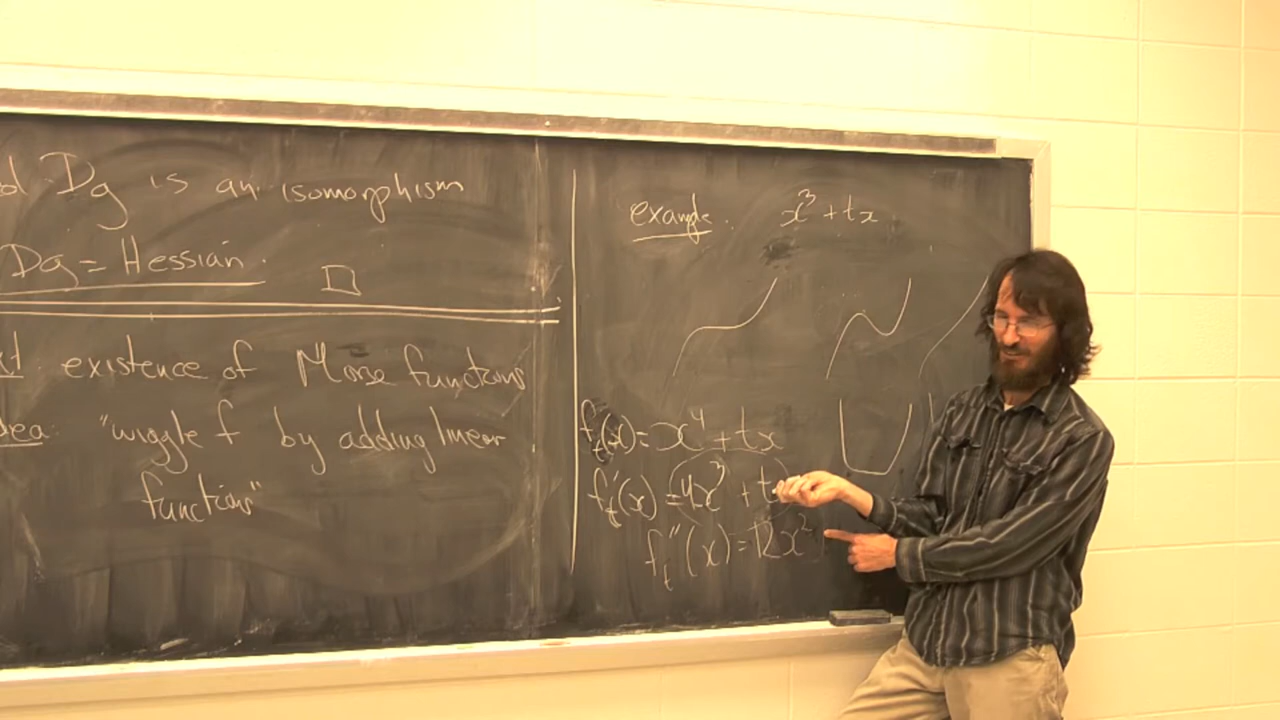 Dg is an isomorphism
Dg = Hessian.
existence of Morse functions
"wiggle f by adding linear
functions"
example. x³ + tx
f_t(x) = x⁴ + tx
f_t'(x) = 4x³ + t
f_t''(x) = 12x²